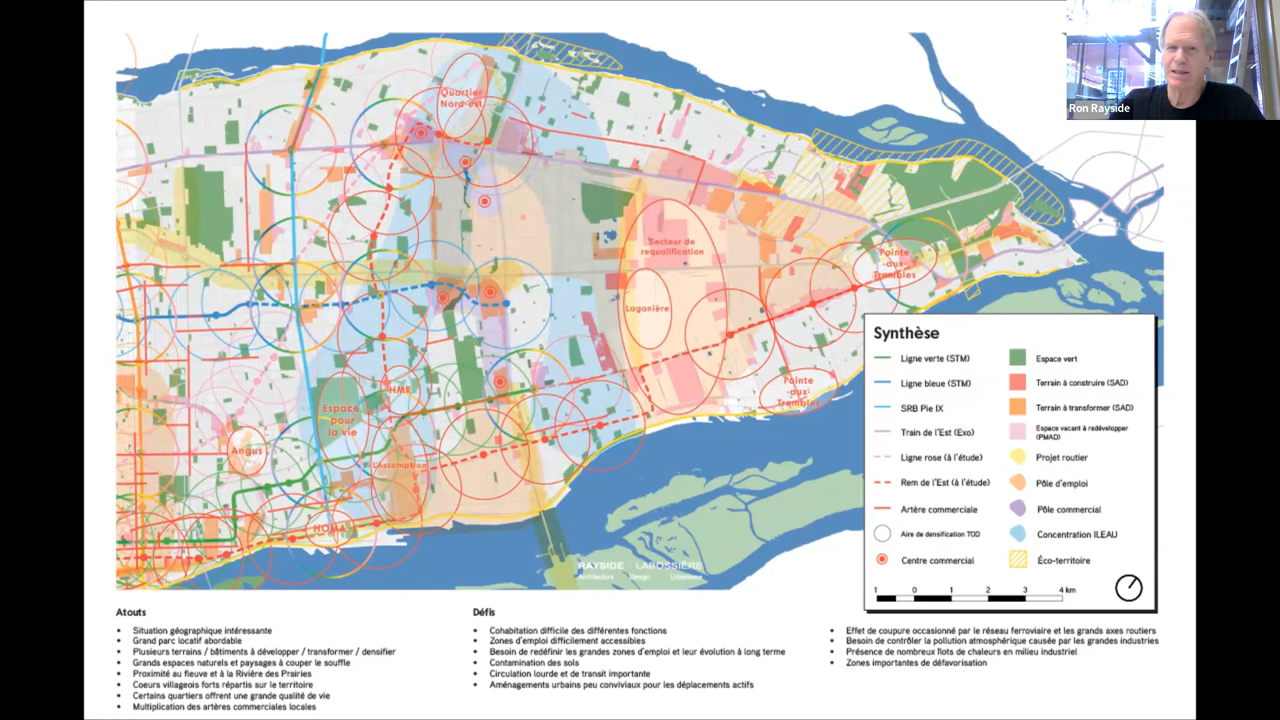 Ron Rayside
Quartier
Nord-est
Secteur de
requalification
Laganière
Pointe
-aux-
Trembles
Pointe
-aux-
Trembles
HMR
Espace
pour
la vie
Angus
L'Assomption
HOMA
RAYSIDE LABOSSIÈRE
Architecture Design Urbanisme
Synthèse
Ligne verte (STM)
Ligne bleue (STM)
SRB Pie IX
Train de l'Est (Exo)
Ligne rose (à l'étude)
Rem de l'Est (à l'étude)
Artère commerciale
Aire de densification TOD
Centre commercial
Espace vert
Terrain à construire (SAD)
Terrain à transformer (SAD)
Espace vacant à redévelopper
(PMAD)
Projet routier
Pôle d'emploi
Pôle commercial
Concentration ILEAU
Éco-territoire
1 0 1 2 3 4 km
Atouts
• Situation géographique intéressante
• Grand parc locatif abordable
• Plusieurs terrains / bâtiments à développer / transformer / densifier
• Grands espaces naturels et paysages à couper le souffle
• Proximité au fleuve et à la Rivière des Prairies
• Coeurs villageois forts répartis sur le territoire
• Certains quartiers offrent une grande qualité de vie
• Multiplication des artères commerciales locales
Défis
• Cohabitation difficile des différentes fonctions
• Zones d'emploi difficilement accessibles
• Besoin de redéfinir les grandes zones d'emploi et leur évolution à long terme
• Contamination des sols
• Circulation lourde et de transit importante
• Aménagements urbains peu conviviaux pour les déplacements actifs
• Effet de coupure occasionné par le réseau ferroviaire et les grands axes routiers
• Besoin de contrôler la pollution atmosphérique causée par les grandes industries
• Présence de nombreux îlots de chaleurs en milieu industriel
• Zones importantes de défavorisation